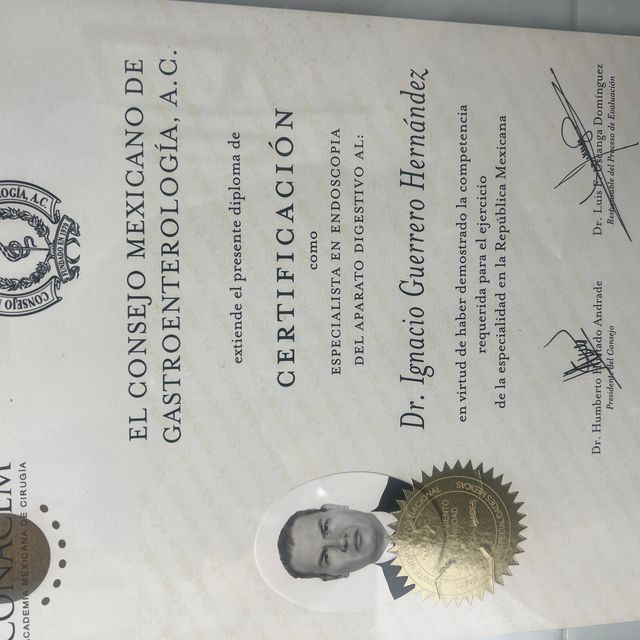 CONACEM
ACADEMIA MEXICANA DE CIRUGÍA
EL CONSEJO MEXICANO DE
GASTROENTEROLOGÍA, A.C.
extiende el presente diploma de
CERTIFICACIÓN
como
ESPECIALISTA EN ENDOSCOPIA
DEL APARATO DIGESTIVO AL:
Dr. Ignacio Guerrero Hernández
en virtud de haber demostrado la competencia
requerida para el ejercicio
de la especialidad en la República Mexicana
Dr. Humberto Andrade
Presidente del Consejo
Dr. Luis Domínguez
Responsable del Proceso de Evaluación